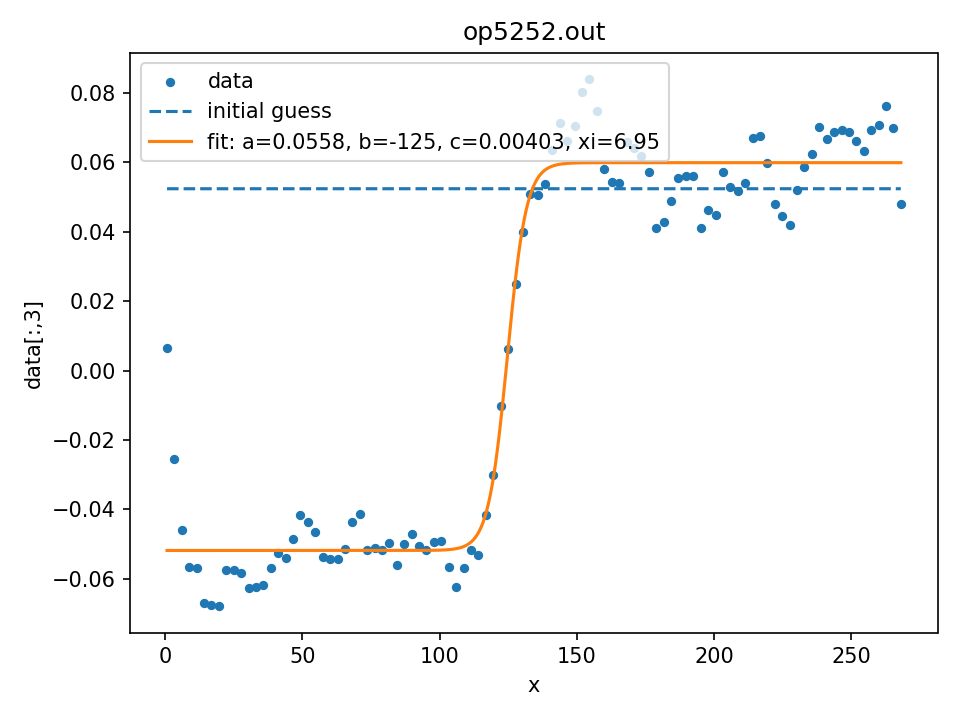 op5252.out
data
initial guess
fit: a=0.0558, b=-125, c=0.00403, xi=6.95
0.08
0.06
0.04
0.02
0.00
−0.02
−0.04
−0.06
data[:,3]
0 50 100 150 200 250
x